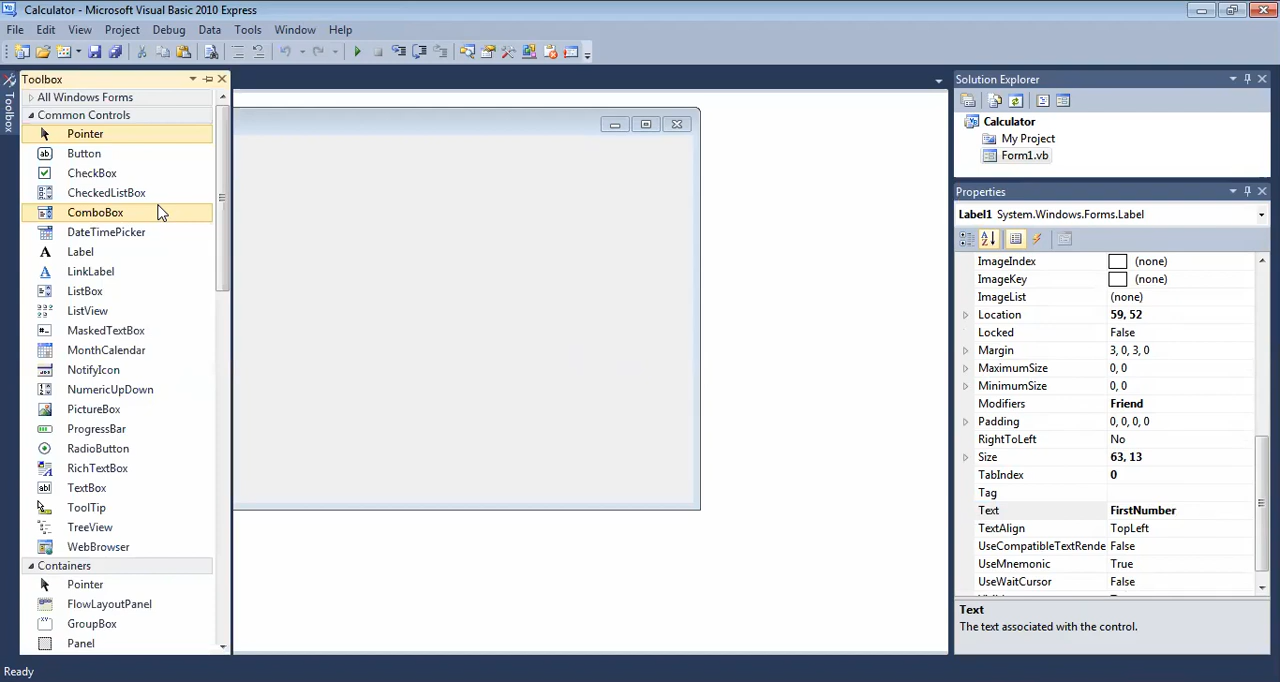 Calculator - Microsoft Visual Basic 2010 Express
File Edit View Project Debug Data Tools Window Help
Toolbox
Toolbox
All Windows Forms
Common Controls
Pointer
Button
CheckBox
CheckedListBox
ComboBox
DateTimePicker
Label
LinkLabel
ListBox
ListView
MaskedTextBox
MonthCalendar
NotifyIcon
NumericUpDown
PictureBox
ProgressBar
RadioButton
RichTextBox
TextBox
ToolTip
TreeView
WebBrowser
Containers
Pointer
FlowLayoutPanel
GroupBox
Panel
Solution Explorer
Calculator
My Project
Form1.vb
Properties
Label1 System.Windows.Forms.Label
ImageIndex (none)
ImageKey (none)
ImageList (none)
Location 59, 52
Locked False
Margin 3, 0, 3, 0
MaximumSize 0, 0
MinimumSize 0, 0
Modifiers Friend
Padding 0, 0, 0, 0
RightToLeft No
Size 63, 13
TabIndex 0
Tag
Text FirstNumber
TextAlign TopLeft
UseCompatibleTextRende False
UseMnemonic True
UseWaitCursor False
Text
The text associated with the control.
Ready